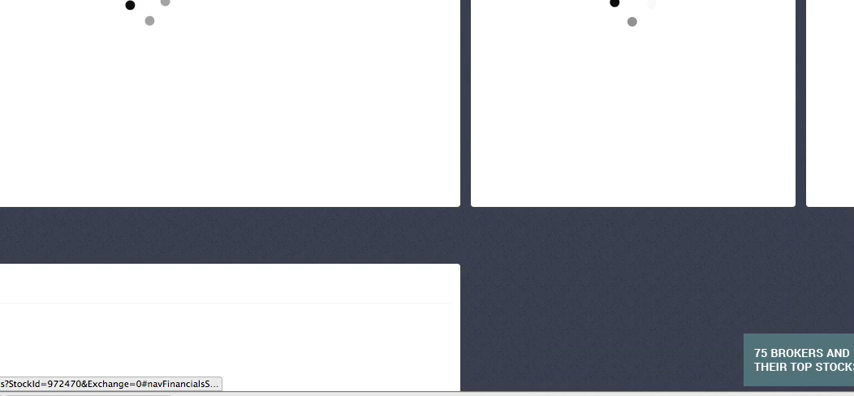 75 BROKERS AND
THEIR TOP STOCKS
s?StockId=972470&Exchange=0#navFinancialsS...